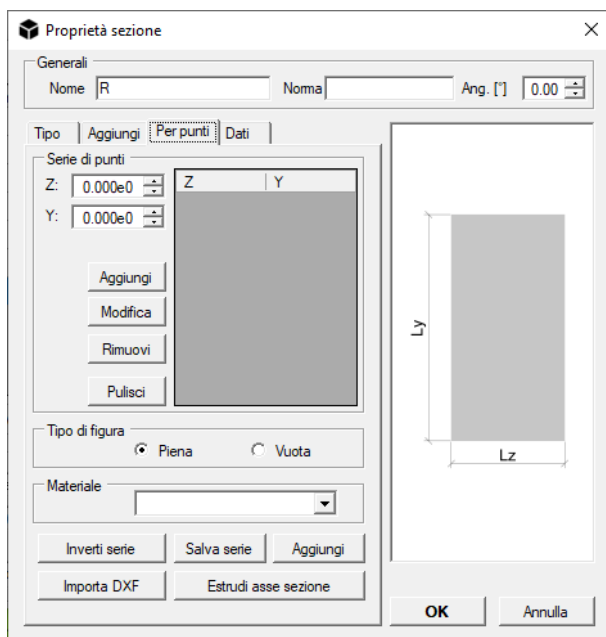 Proprietà sezione
Generali
Nome R Norma Ang. [°] 0.00
Tipo Aggiungi Per punti Dati
Serie di punti
Z: 0.000e0 Z Y
Y: 0.000e0
Aggiungi
Modifica
Rimuovi
Pulisci
Ly
Lz
Tipo di figura
Piena Vuota
Materiale
Inverti serie Salva serie Aggiungi
Importa DXF Estrudi asse sezione
OK Annulla